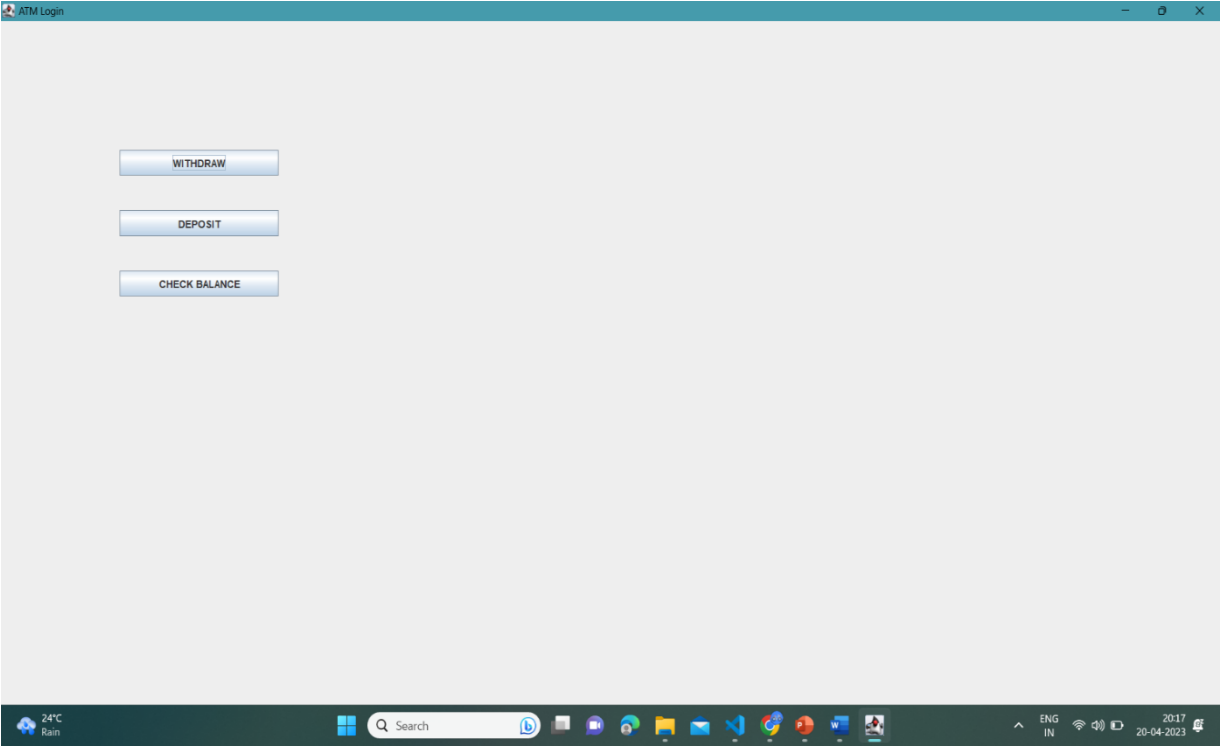 ATM Login
WITHDRAW
DEPOSIT
CHECK BALANCE
24°C
Rain
Search
ENG
IN
20:17
20-04-2023